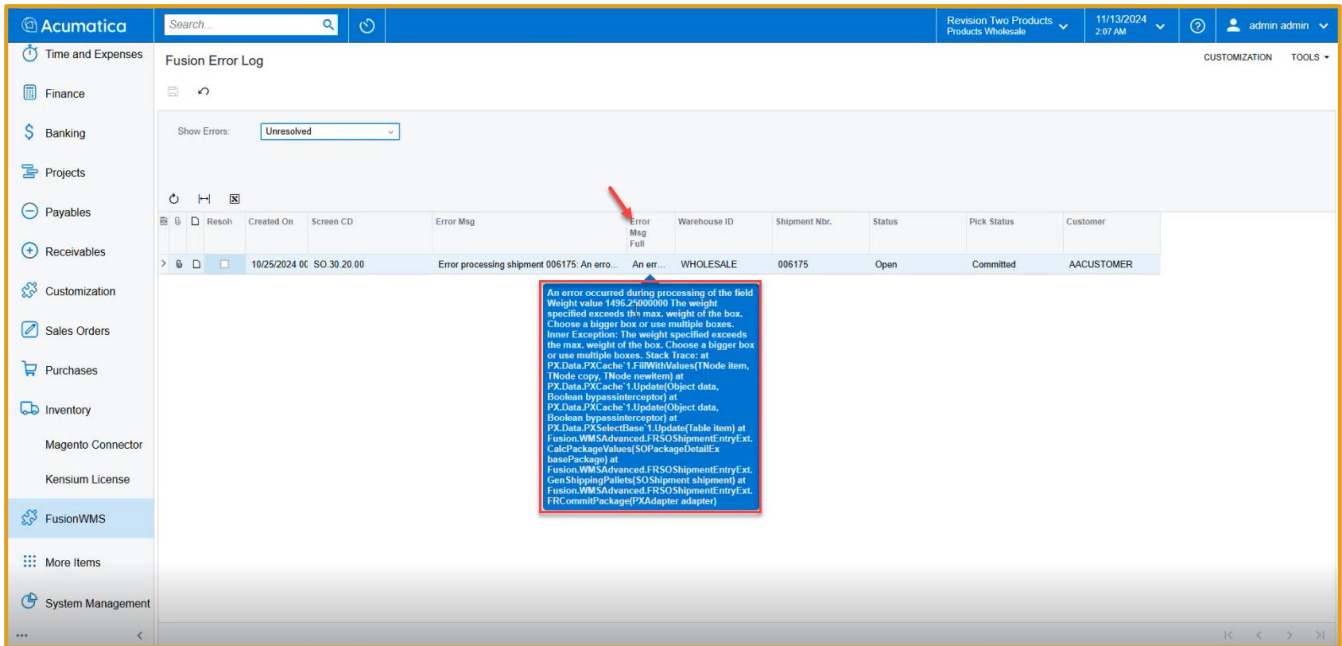 Acumatica
Search...
Revision Two Products
Products Wholesale
11/13/2024
2:07 AM
admin admin
Time and Expenses
Finance
Banking
Projects
Payables
Receivables
Customization
Sales Orders
Purchases
Inventory
Magento Connector
Kensium License
FusionWMS
More Items
System Management
Fusion Error Log
CUSTOMIZATION TOOLS
Show Errors: Unresolved
Resolv Created On Screen CD Error Msg Error Msg Full Warehouse ID Shipment Nbr. Status Pick Status Customer
10/25/2024 00 SO.30.20.00 Error processing shipment 006175: An erro... An err... WHOLESALE 006175 Open Committed AACUSTOMER
An error occurred during processing of the field
Weight value 1496.25000000 The weight
specified exceeds the max. weight of the box.
Choose a bigger box or use multiple boxes.
Inner Exception: The weight specified exceeds
the max. weight of the box. Choose a bigger box
or use multiple boxes. Stack Trace: at
PX.Data.PXCache`1.FillWithValues(TNode item,
TNode copy, TNode newitem) at
PX.Data.PXCache`1.Update(Object data,
Boolean bypassinterceptor) at
PX.Data.PXCache`1.Update(Object data,
Boolean bypassinterceptor) at
PX.Data.PXSelectBase`1.Update(Table item) at
Fusion.WMSAdvanced.FRSOShipmentEntryExt.
CalcPackageValues(SOPackageDetailEx
basePackage) at
Fusion.WMSAdvanced.FRSOShipmentEntryExt.
GenShippingPallets(SOShipment shipment) at
Fusion.WMSAdvanced.FRSOShipmentEntryExt.
FRCommitPackage(PXAdapter adapter)